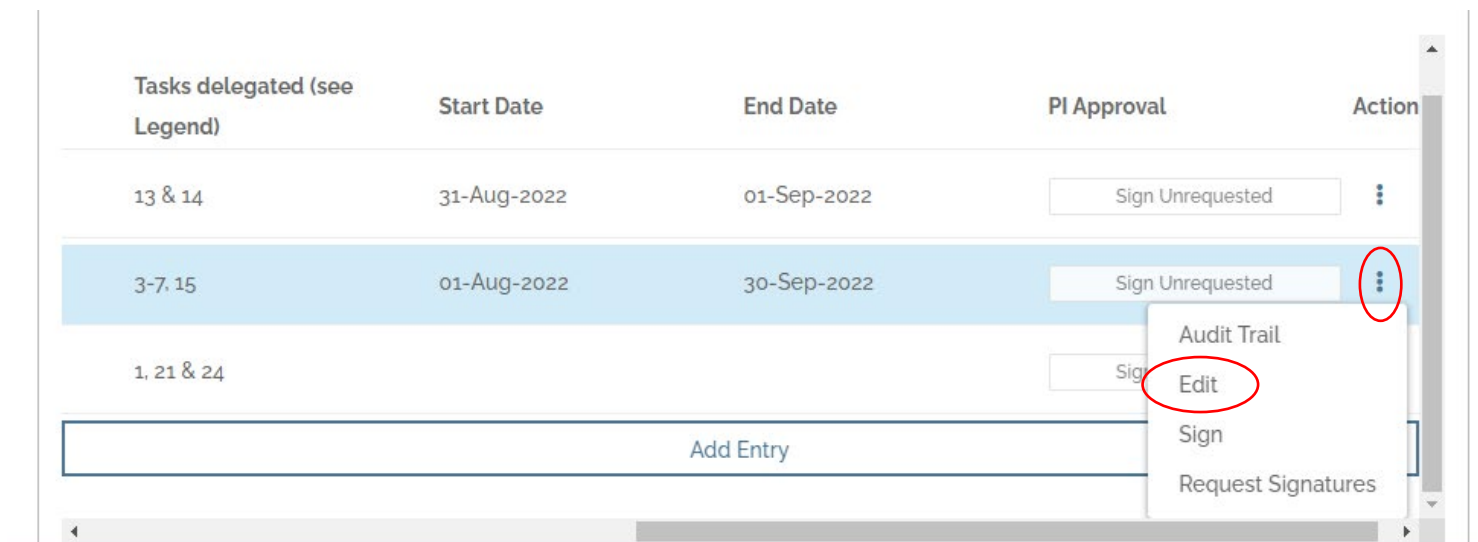 Tasks delegated (see
Legend)
Start Date
End Date
PI Approval
Action
13 & 14
31-Aug-2022
01-Sep-2022
Sign Unrequested
3-7, 15
01-Aug-2022
30-Sep-2022
Sign Unrequested
1, 21 & 24
Audit Trail
Edit
Sign
Request Signatures
Add Entry